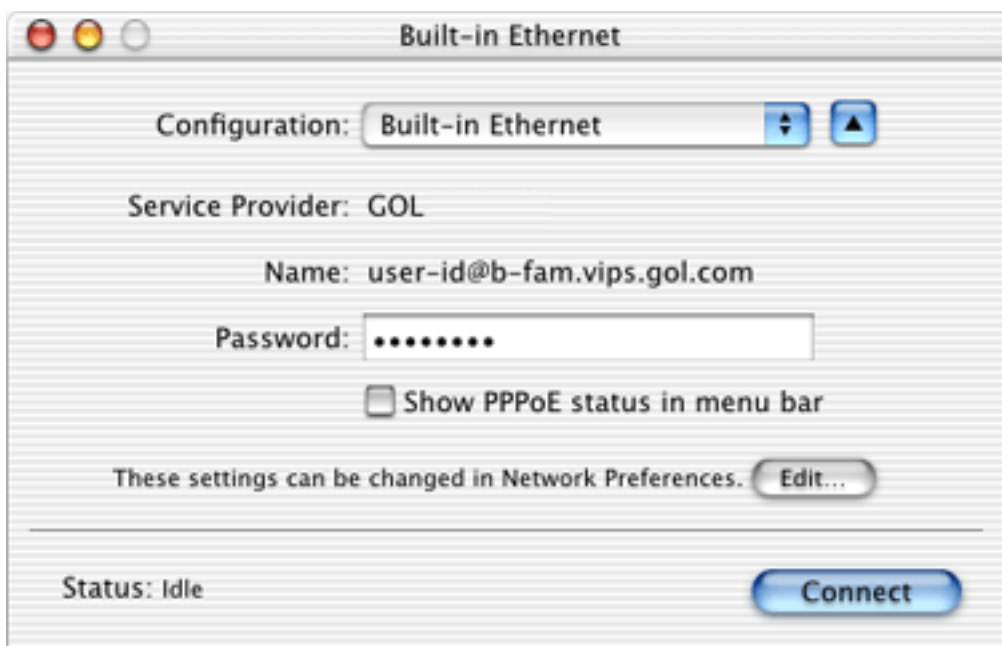 Built-in Ethernet
Configuration: Built-in Ethernet
Service Provider: GOL
Name: user-id@b-fam.vips.gol.com
Password: ••••••••
Show PPPoE status in menu bar
These settings can be changed in Network Preferences. Edit...
Status: Idle Connect